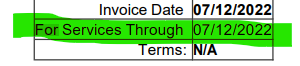 Invoice Date 07/12/2022
For Services Through 07/12/2022
Terms: N/A